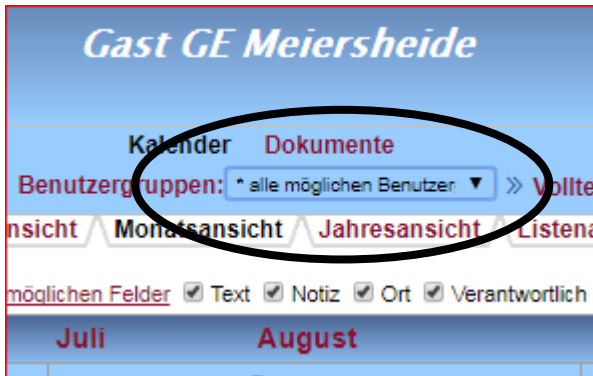 Gast GE Meiersheide
Kalender Dokumente
Benutzergruppen: * alle möglichen Benutzer ▼ » Vollte
nsicht Monatsansicht Jahresansicht Listena
möglichen Felder Text Notiz Ort Verantwortlich
Juli August